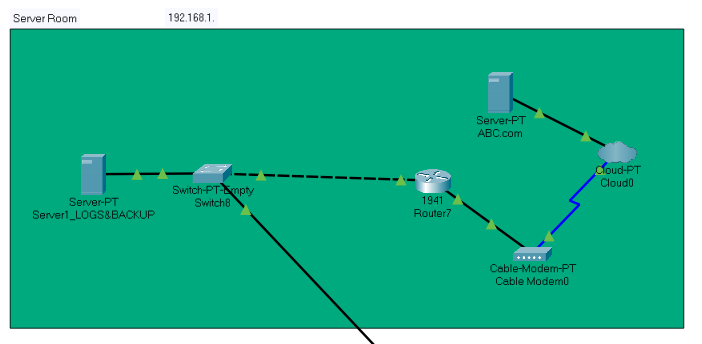 Server Room
192.168.1.
Server-PT
ABC.com
Cloud-PT
Cloud0
Server-PT
Server1_LOGS&BACKUP
Switch-PT-Empty
Switch8
1941
Router7
Cable-Modem-PT
Cable Modem0